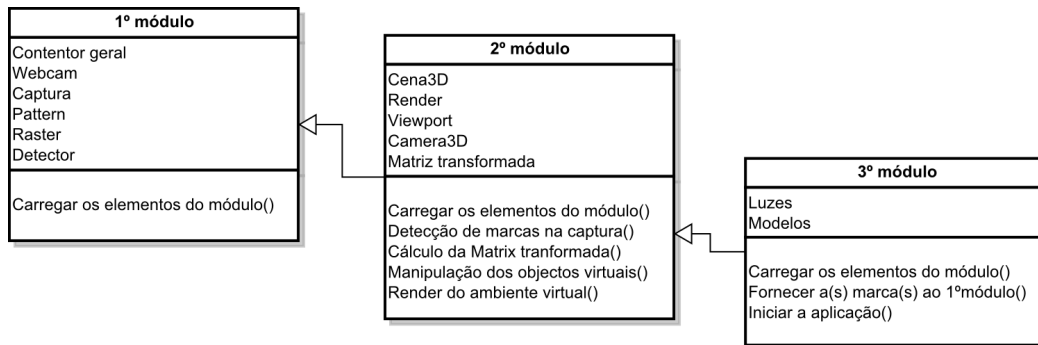 1º módulo
Contentor geral
Webcam
Captura
Pattern
Raster
Detector
Carregar os elementos do módulo()
2º módulo
Cena3D
Render
Viewport
Camera3D
Matriz transformada
Carregar os elementos do módulo()
Detecção de marcas na captura()
Cálculo da Matrix tranformada()
Manipulação dos objectos virtuais()
Render do ambiente virtual()
3º módulo
Luzes
Modelos
Carregar os elementos do módulo()
Fornecer a(s) marca(s) ao 1ºmódulo()
Iniciar a aplicação()